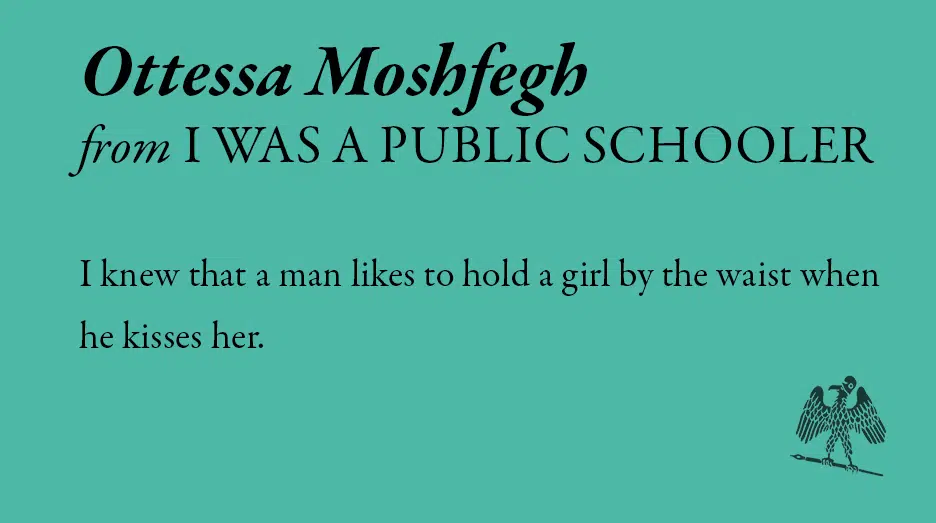 Ottessa Moshfegh
from I WAS A PUBLIC SCHOOLER
I knew that a man likes to hold a girl by the waist when
he kisses her.